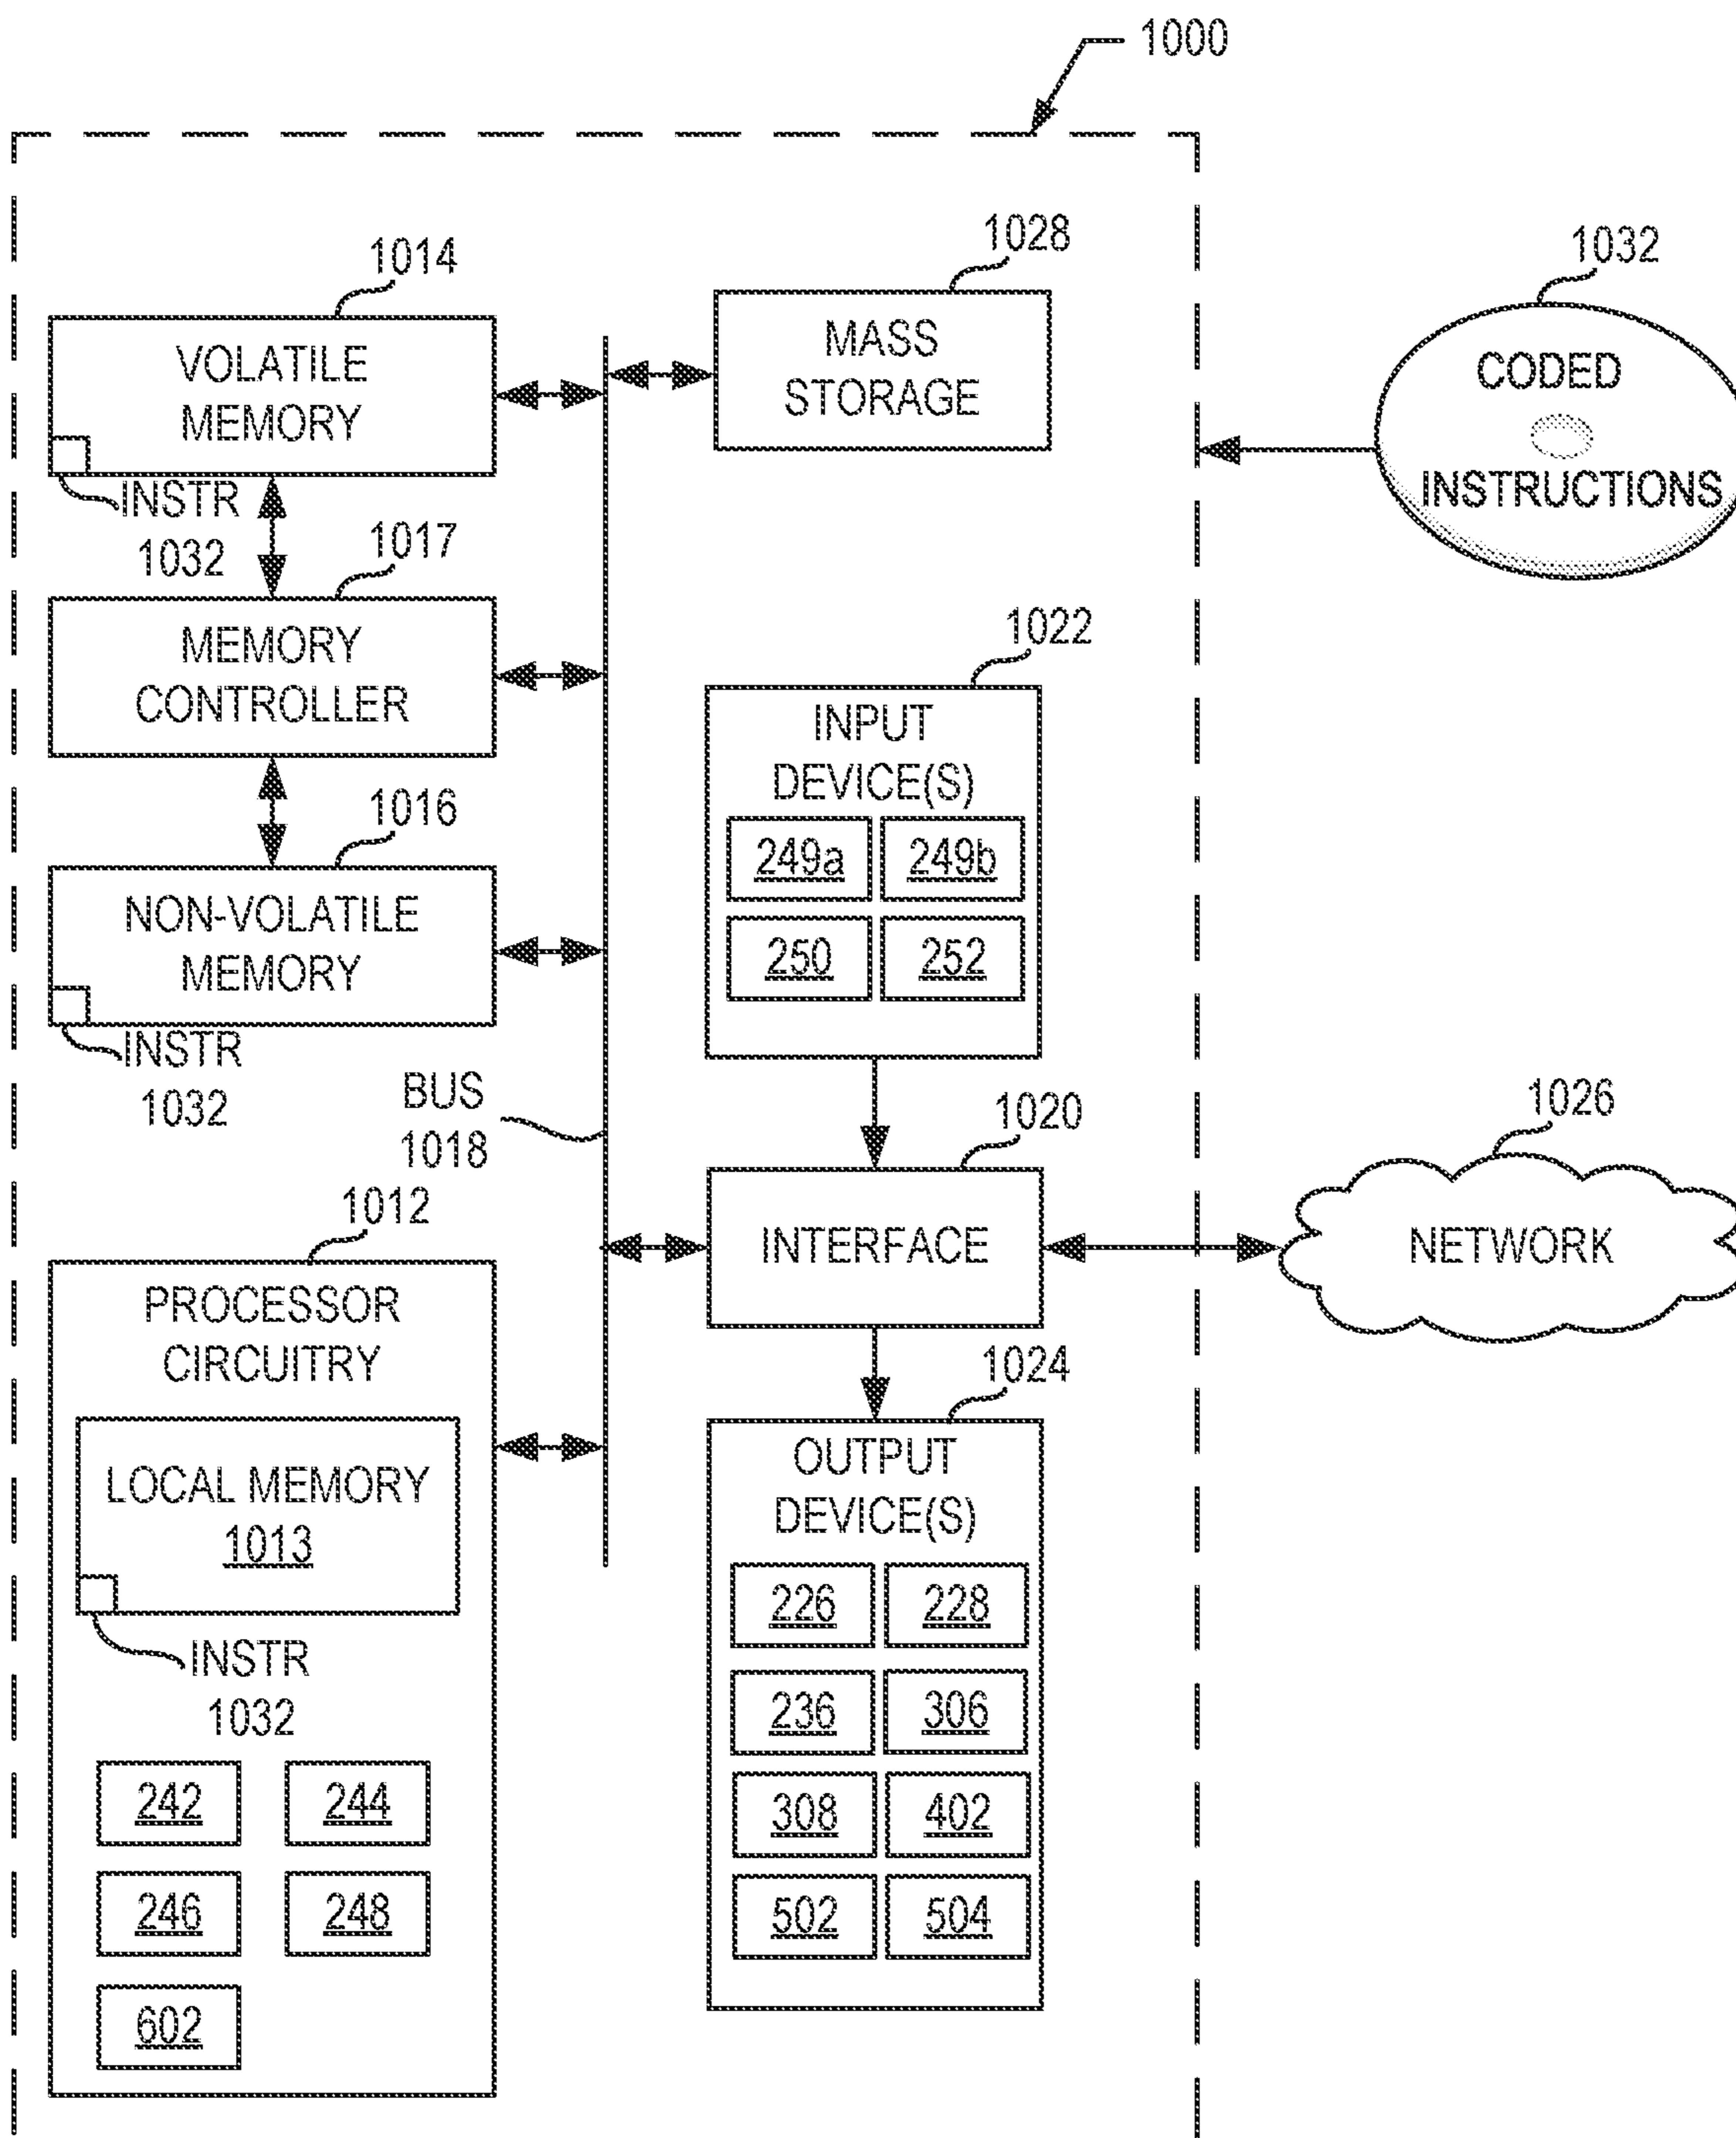 1000
1014
VOLATILE
MEMORY
INSTR
1032
1017
MEMORY
CONTROLLER
1016
NON-VOLATILE
MEMORY
INSTR
1032
BUS
1018
1012
PROCESSOR
CIRCUITRY
LOCAL MEMORY
1013
INSTR
1032
242 244
246 248
602
1028
MASS
STORAGE
1022
INPUT
DEVICE(S)
249a 249b
250 252
1020
INTERFACE
1024
OUTPUT
DEVICE(S)
226 228
236 306
308 402
502 504
1032
CODED
INSTRUCTIONS
1026
NETWORK